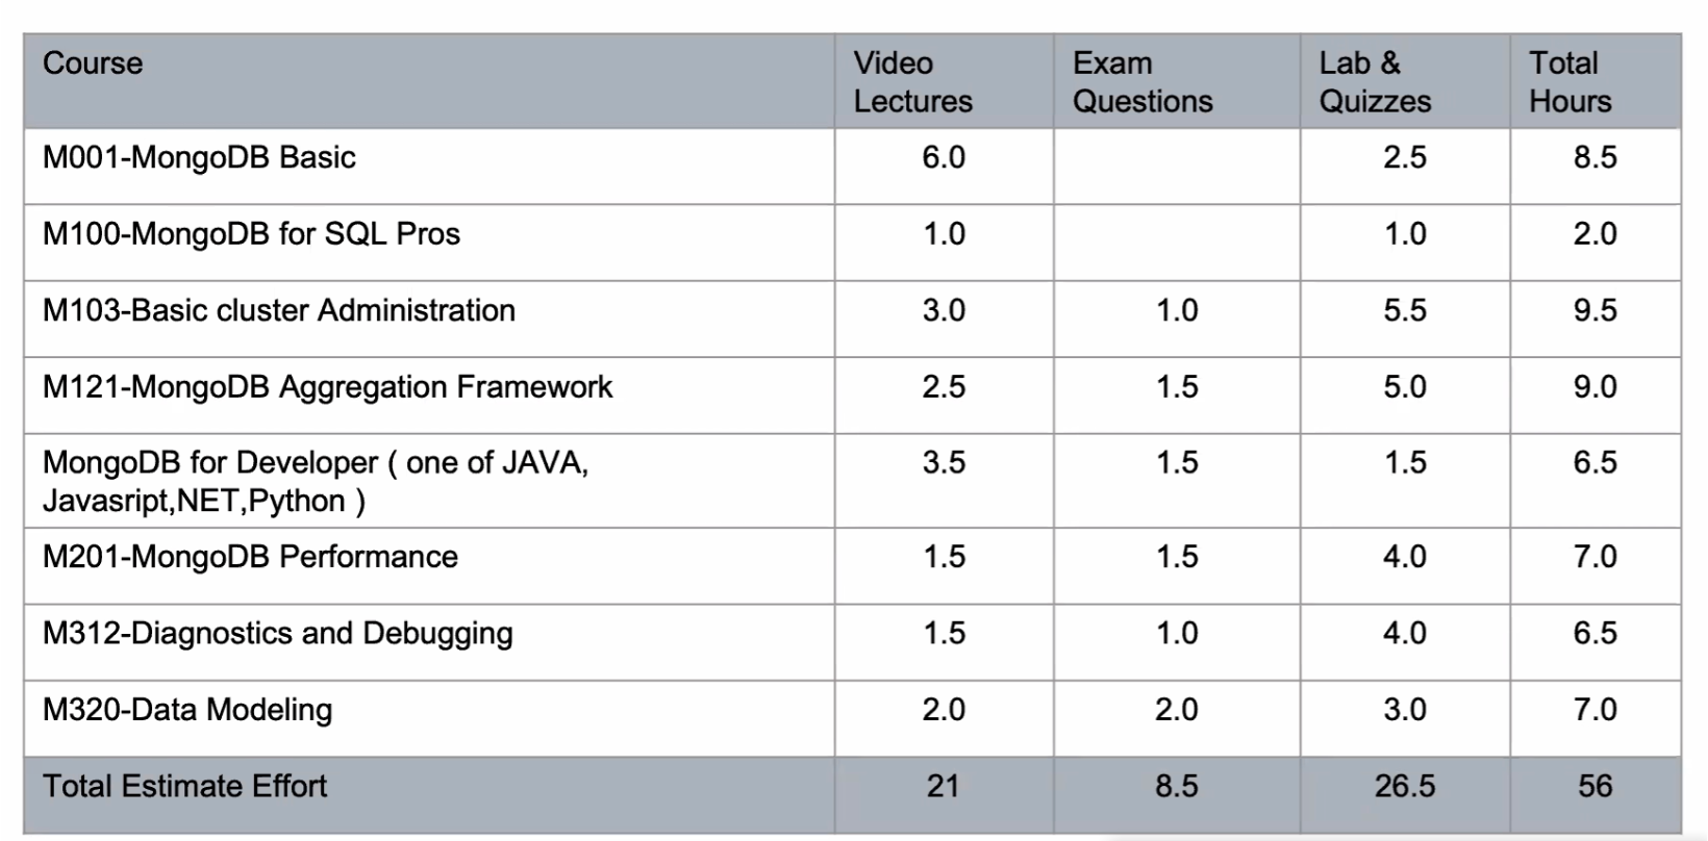 Course Video Lectures Exam Questions Lab & Quizzes Total Hours
M001-MongoDB Basic 6.0 2.5 8.5
M100-MongoDB for SQL Pros 1.0 1.0 2.0
M103-Basic cluster Administration 3.0 1.0 5.5 9.5
M121-MongoDB Aggregation Framework 2.5 1.5 5.0 9.0
MongoDB for Developer ( one of JAVA,
Javasript,NET,Python ) 3.5 1.5 1.5 6.5
M201-MongoDB Performance 1.5 1.5 4.0 7.0
M312-Diagnostics and Debugging 1.5 1.0 4.0 6.5
M320-Data Modeling 2.0 2.0 3.0 7.0
Total Estimate Effort 21 8.5 26.5 56